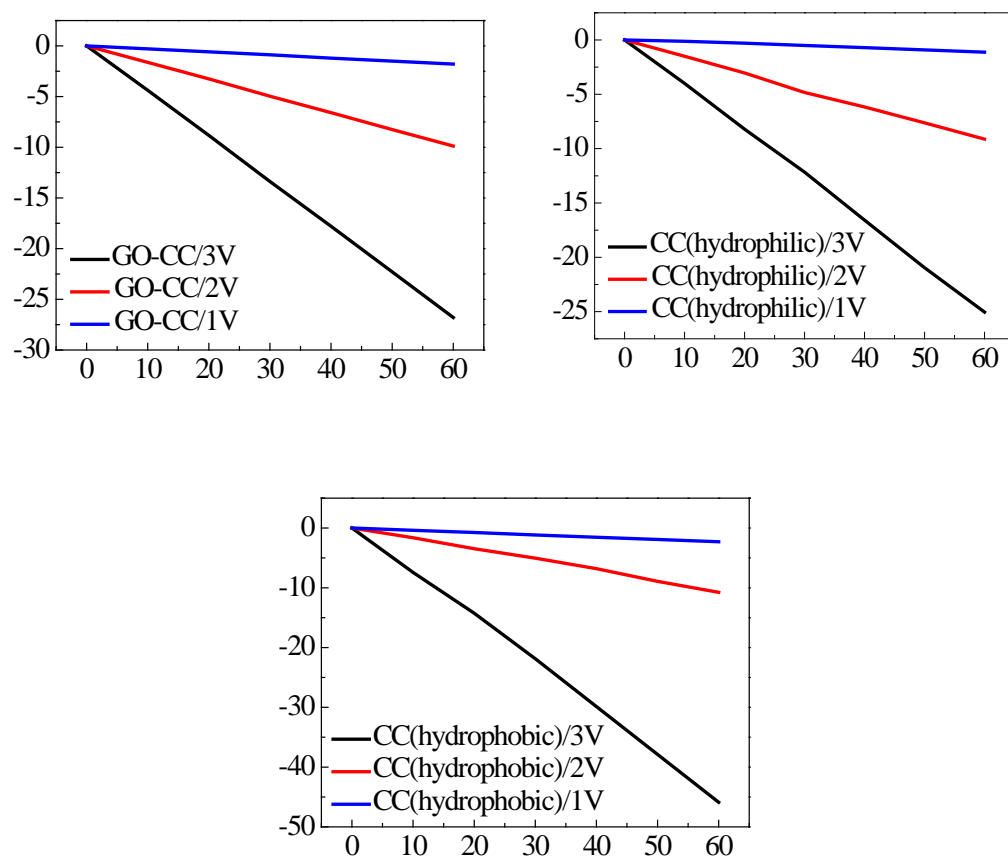 0
-5
-10
-15
-20
-25
-30
GO-CC/3V
GO-CC/2V
GO-CC/1V
0 10 20 30 40 50 60
0
-5
-10
-15
-20
-25
CC(hydrophilic)/3V
CC(hydrophilic)/2V
CC(hydrophilic)/1V
0 10 20 30 40 50 60
0
-10
-20
-30
-40
-50
CC(hydrophobic)/3V
CC(hydrophobic)/2V
CC(hydrophobic)/1V
0 10 20 30 40 50 60